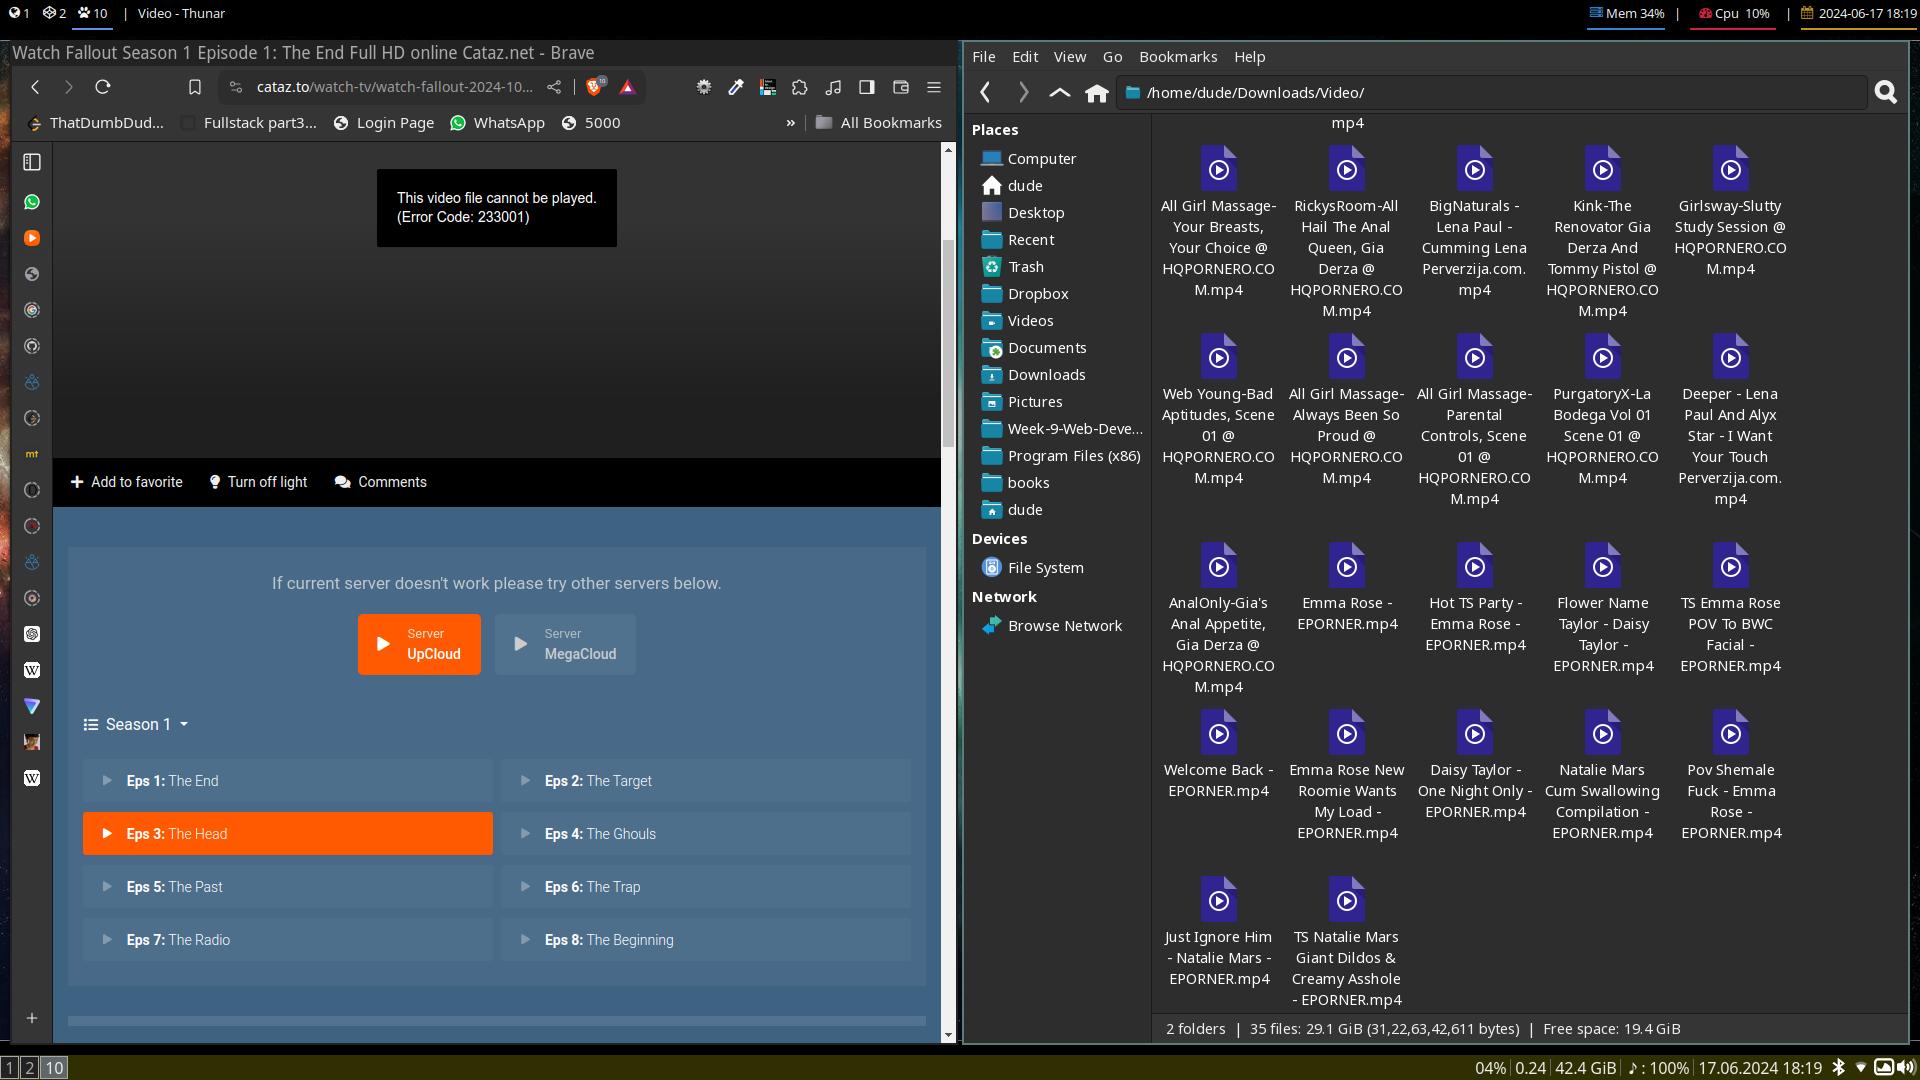 1 2 10 | Video - Thunar
Mem 34% | Cpu 10% | 2024-06-17 18:19
Watch Fallout Season 1 Episode 1: The End Full HD online Cataz.net - Brave
cataz.to/watch-tv/watch-fallout-2024-10...
ThatDumbDud... Fullstack part3... Login Page WhatsApp 5000 » All Bookmarks
This video file cannot be played.
(Error Code: 233001)
Add to favorite Turn off light Comments
If current server doesn't work please try other servers below.
Server
UpCloud
Server
MegaCloud
Season 1
Eps 1: The End
Eps 2: The Target
Eps 3: The Head
Eps 4: The Ghouls
Eps 5: The Past
Eps 6: The Trap
Eps 7: The Radio
Eps 8: The Beginning
File Edit View Go Bookmarks Help
/home/dude/Downloads/Video/
Places
Computer
dude
Desktop
Recent
Trash
Dropbox
Videos
Documents
Downloads
Pictures
Week-9-Web-Deve...
Program Files (x86)
books
dude
Devices
File System
Network
Browse Network
mp4
All Girl Massage-
Your Breasts,
Your Choice @
HQPORNERO.CO
M.mp4
RickysRoom-All
Hail The Anal
Queen, Gia
Derza @
HQPORNERO.CO
M.mp4
BigNaturals -
Lena Paul -
Cumming Lena
Perverzija.com.
mp4
Kink-The
Renovator Gia
Derza And
Tommy Pistol @
HQPORNERO.CO
M.mp4
Girlsway-Slutty
Study Session @
HQPORNERO.CO
M.mp4
Web Young-Bad
Aptitudes, Scene
01 @
HQPORNERO.CO
M.mp4
All Girl Massage-
Always Been So
Proud @
HQPORNERO.CO
M.mp4
All Girl Massage-
Parental
Controls, Scene
01 @
HQPORNERO.CO
M.mp4
PurgatoryX-La
Bodega Vol 01
Scene 01 @
HQPORNERO.CO
M.mp4
Deeper - Lena
Paul And Alyx
Star - I Want
Your Touch
Perverzija.com.
mp4
AnalOnly-Gia's
Anal Appetite,
Gia Derza @
HQPORNERO.CO
M.mp4
Emma Rose -
EPORNER.mp4
Hot TS Party -
Emma Rose -
EPORNER.mp4
Flower Name
Taylor - Daisy
Taylor -
EPORNER.mp4
TS Emma Rose
POV To BWC
Facial -
EPORNER.mp4
Welcome Back -
EPORNER.mp4
Emma Rose New
Roomie Wants
My Load -
EPORNER.mp4
Daisy Taylor -
One Night Only -
EPORNER.mp4
Natalie Mars
Cum Swallowing
Compilation -
EPORNER.mp4
Pov Shemale
Fuck - Emma
Rose -
EPORNER.mp4
Just Ignore Him
- Natalie Mars -
EPORNER.mp4
TS Natalie Mars
Giant Dildos &
Creamy Asshole
- EPORNER.mp4
2 folders | 35 files: 29.1 GiB (31,22,63,42,611 bytes) | Free space: 19.4 GiB
1 2 10
04% 0.24 42.4 GiB ♪: 100% 17.06.2024 18:19